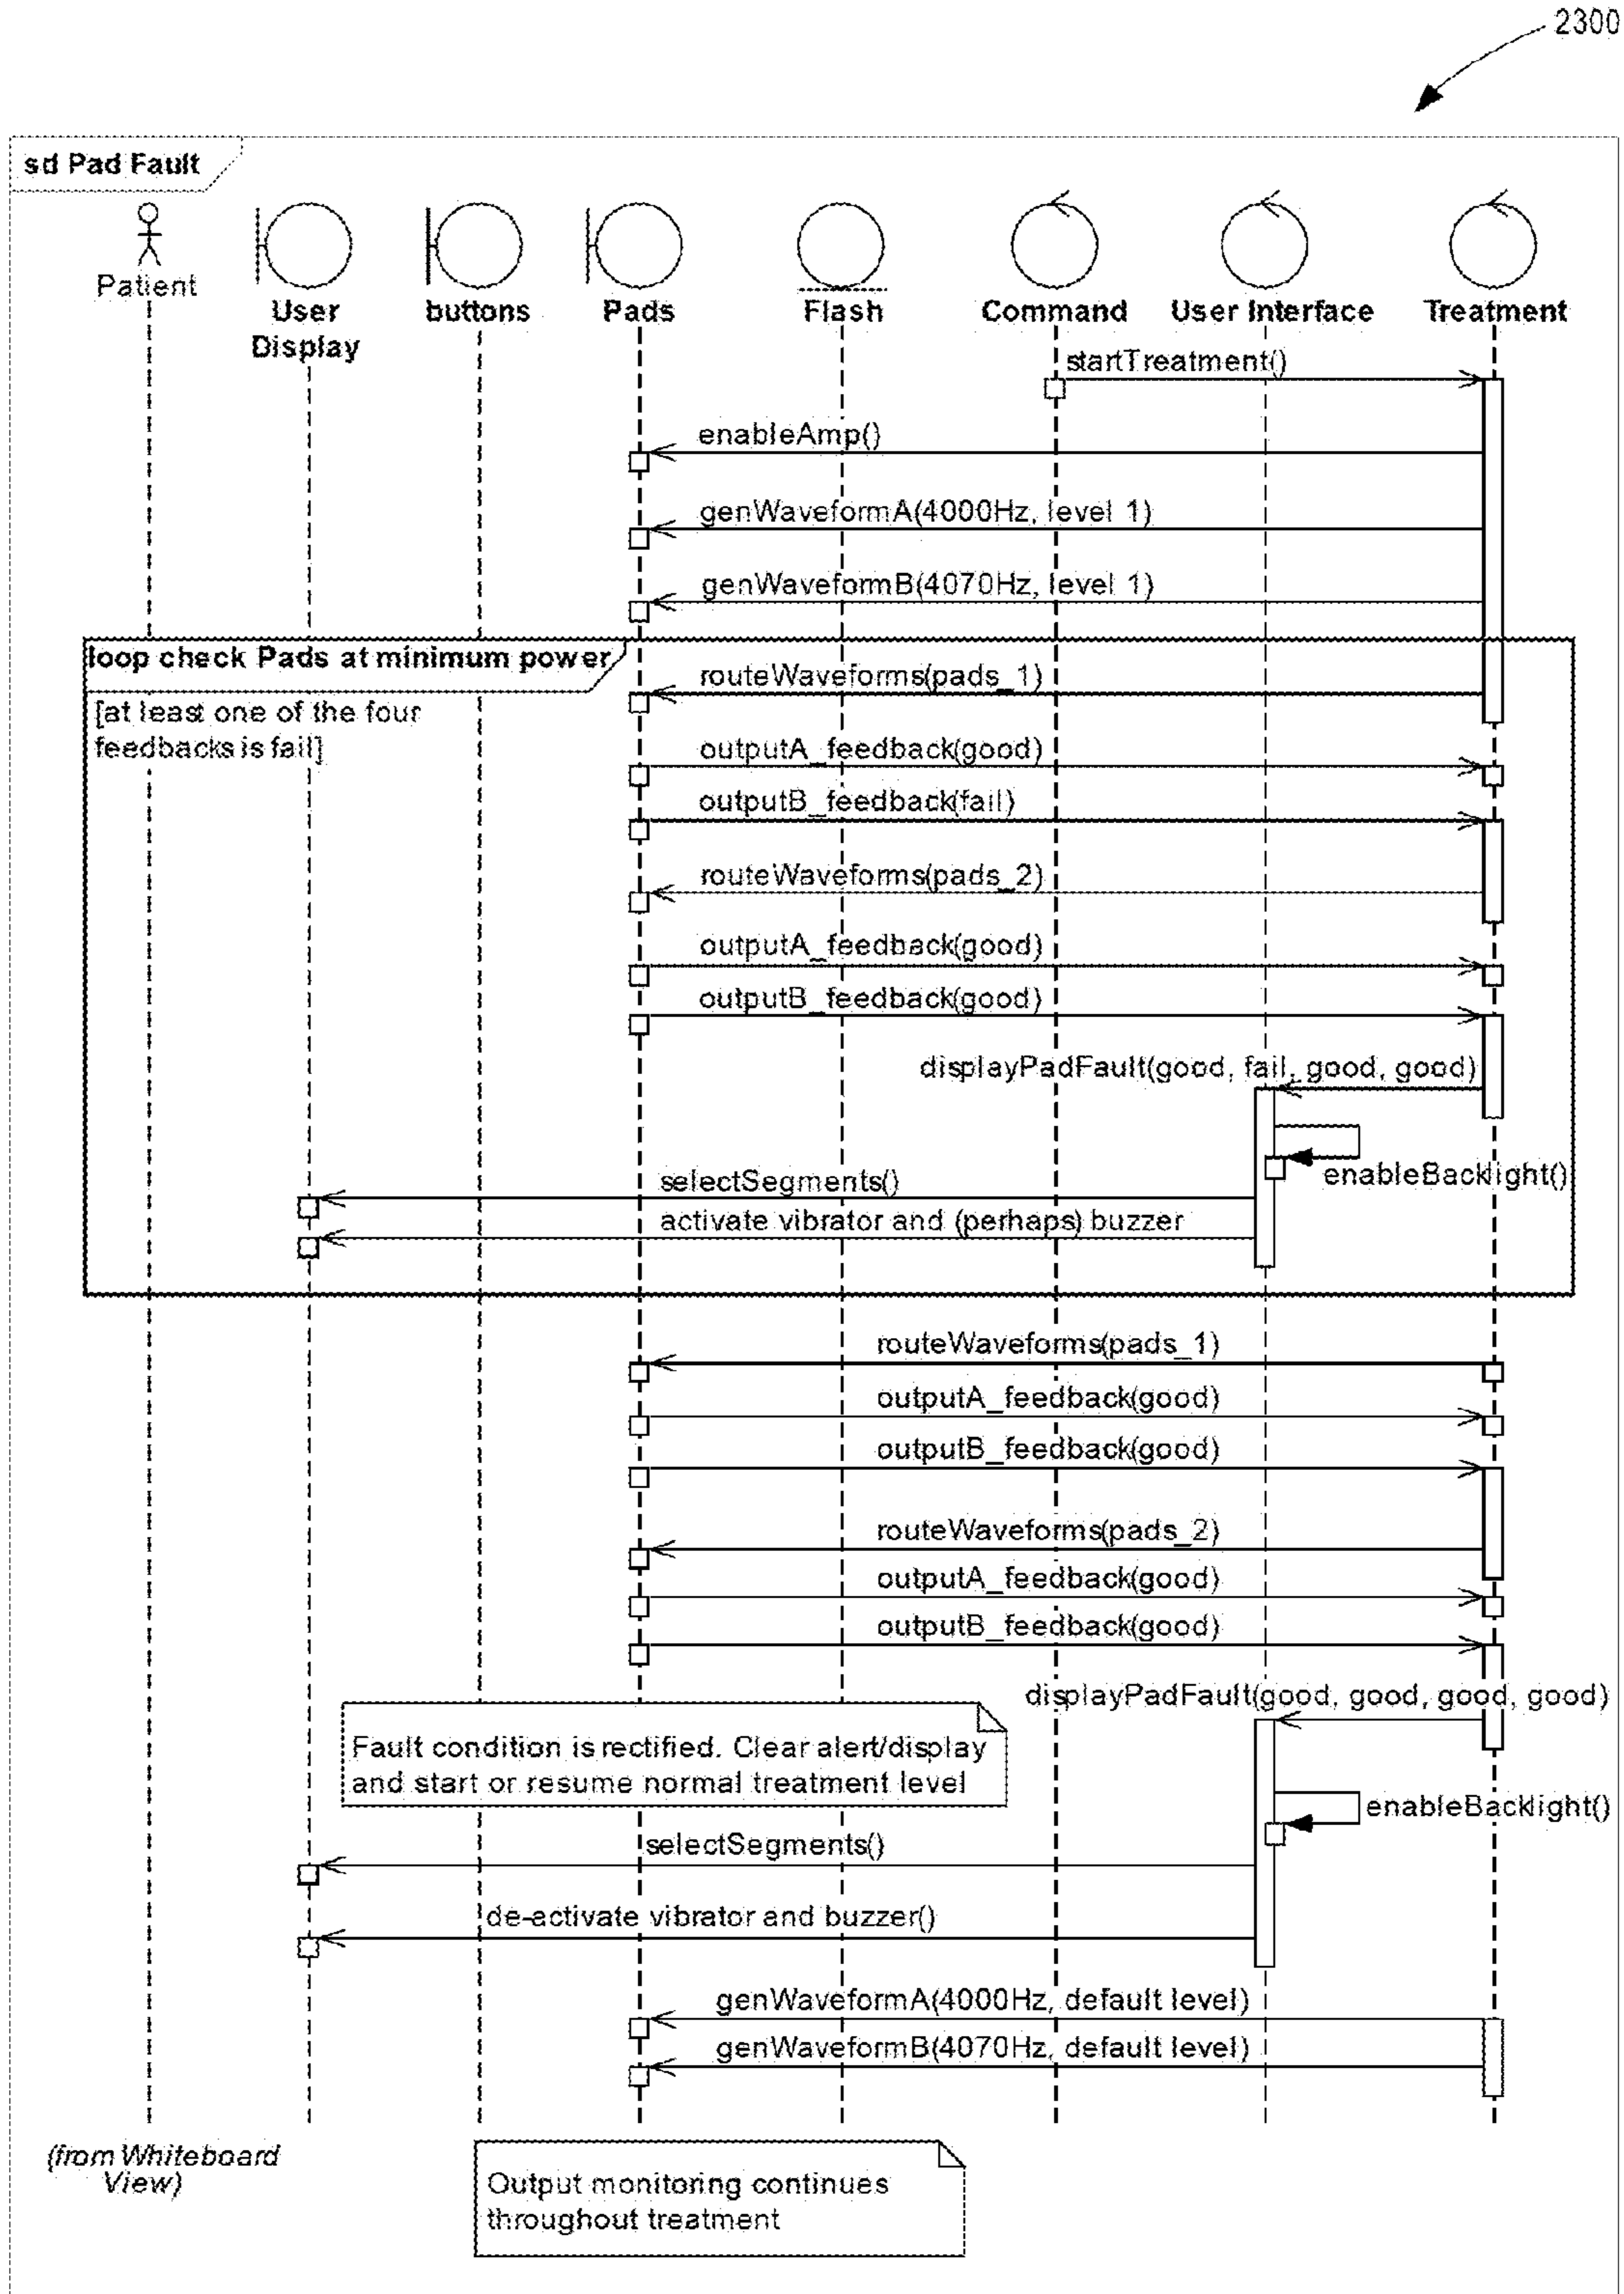 2300
sd Pad Fault
Patient
User
Display
buttons
Pads
Flash
Command
User Interface
Treatment
startTreatment()
enableAmp()
genWaveformA(4000Hz, level 1)
genWaveformB(4070Hz, level 1)
loop check Pads at minimum power
routeWaveforms(pads_1)
[at least one of the four
feedbacks is fail]
outputA_feedback(good)
outputB_feedback(fail)
routeWaveforms(pads_2)
outputA_feedback(good)
outputB_feedback(good)
displayPadFault(good, fail, good, good)
enableBacklight()
selectSegments()
activate vibrator and (perhaps) buzzer
routeWaveforms(pads_1)
outputA_feedback(good)
outputB_feedback(good)
routeWaveforms(pads_2)
outputA_feedback(good)
outputB_feedback(good)
displayPadFault(good, good, good, good)
Fault condition is rectified. Clear alert/display
and start or resume normal treatment level
enableBacklight()
selectSegments()
de-activate vibrator and buzzer()
genWaveformA(4000Hz, default level)
genWaveformB(4070Hz, default level)
(from Whiteboard
View)
Output monitoring continues
throughout treatment